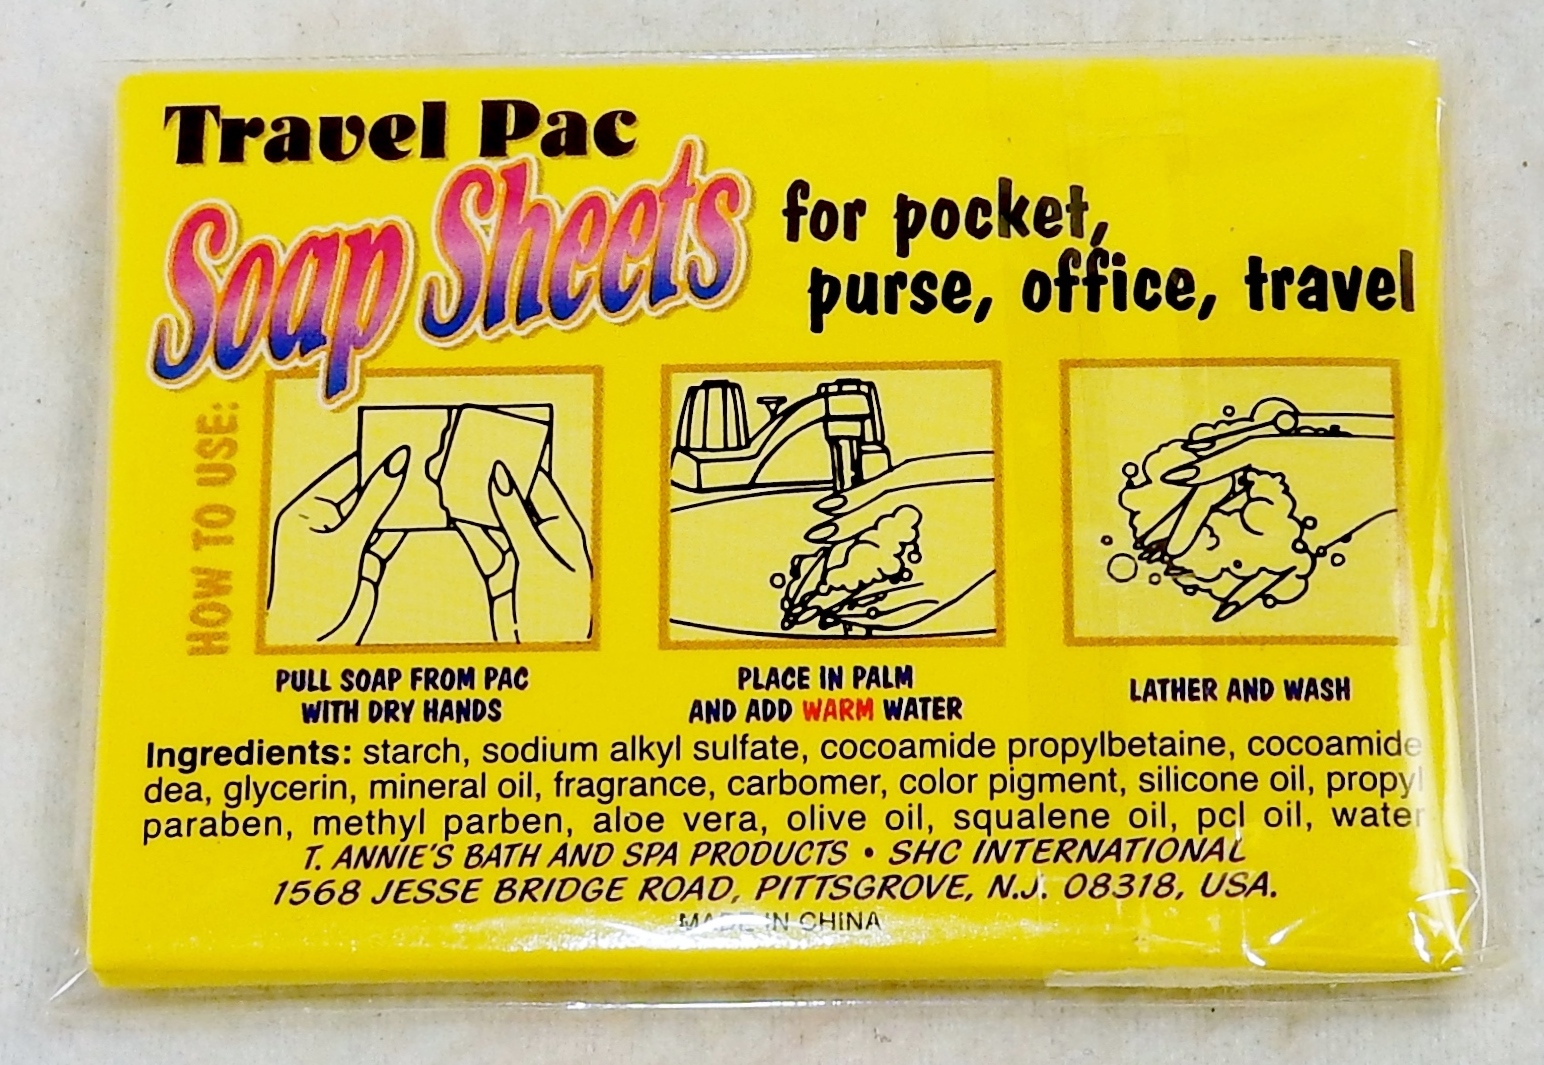 Travel Pac
Soap Sheets
for pocket,
purse, office, travel
HOW TO USE:
PULL SOAP FROM PAC
WITH DRY HANDS
PLACE IN PALM
AND ADD WARM WATER
LATHER AND WASH
Ingredients: starch, sodium alkyl sulfate, cocoamide propylbetaine, cocoamide
dea, glycerin, mineral oil, fragrance, carbomer, color pigment, silicone oil, propyl
paraben, methyl parben, aloe vera, olive oil, squalene oil, pcl oil, water
T. ANNIE'S BATH AND SPA PRODUCTS • SHC INTERNATIONAL
1568 JESSE BRIDGE ROAD, PITTSGROVE, N.J. 08318, USA.
MADE IN CHINA